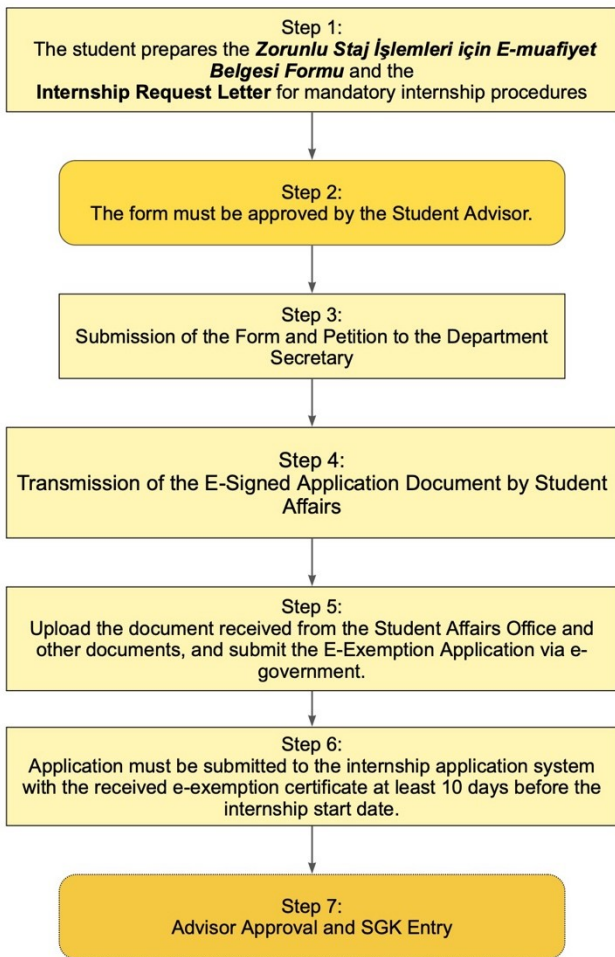 Step 1:
The student prepares the Zorunlu Staj İşlemleri için E-muafiyet
Belgesi Formu and the
Internship Request Letter for mandatory internship procedures
Step 2:
The form must be approved by the Student Advisor.
Step 3:
Submission of the Form and Petition to the Department
Secretary
Step 4:
Transmission of the E-Signed Application Document by Student
Affairs
Step 5:
Upload the document received from the Student Affairs Office and
other documents, and submit the E-Exemption Application via e-
government.
Step 6:
Application must be submitted to the internship application system
with the received e-exemption certificate at least 10 days before the
internship start date.
Step 7:
Advisor Approval and SGK Entry